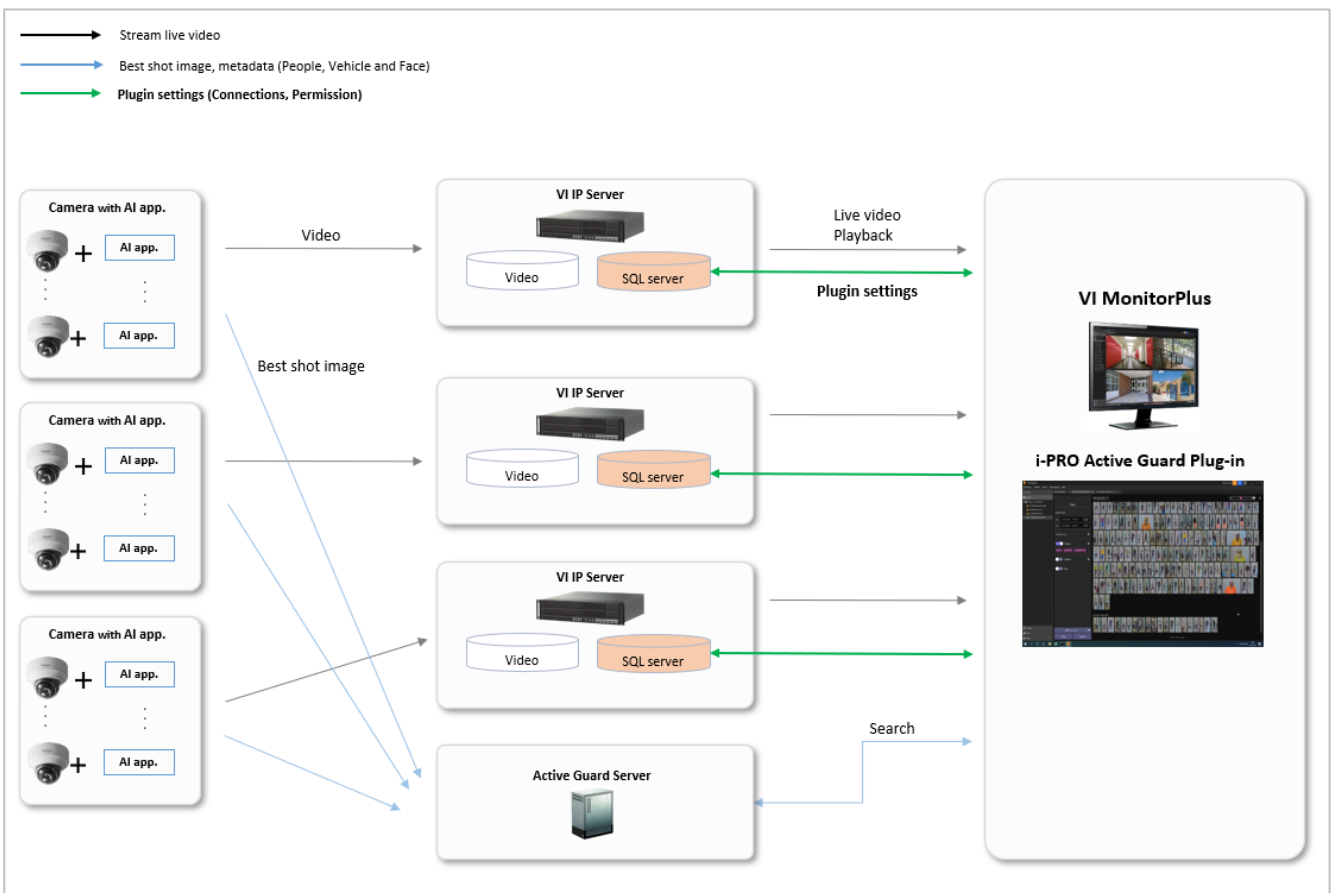 Stream live video
Best shot image, metadata (People, Vehicle and Face)
Plugin settings (Connections, Permission)
Camera with AI app.
AI app.
AI app.
Camera with AI app.
AI app.
AI app.
Camera with AI app.
AI app.
AI app.
Video
Best shot image
VI IP Server
Video
SQL server
VI IP Server
Video
SQL server
VI IP Server
Video
SQL server
Active Guard Server
Live video
Playback
Plugin settings
Search
VI MonitorPlus
i-PRO Active Guard Plug-in